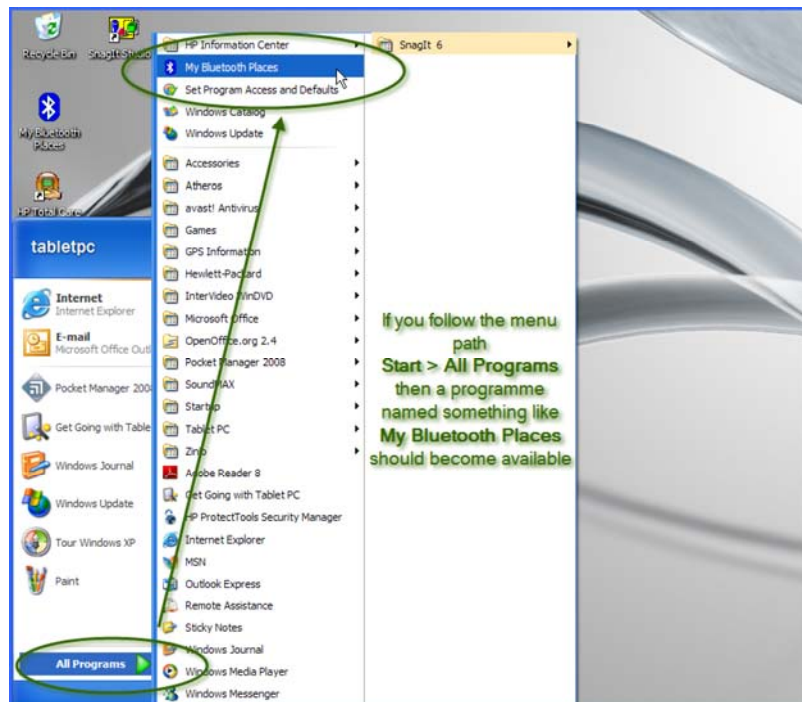 Recycle Bin
SnagIt Studio
My Bluetooth
Places
HP Total Care
tabletpc
Internet
Internet Explorer
E-mail
Microsoft Office Outl
Pocket Manager 200
Get Going with Table
Windows Journal
Windows Update
Tour Windows XP
Paint
All Programs
HP Information Center
My Bluetooth Places
Set Program Access and Defaults
Windows Catalog
Windows Update
Accessories
Atheros
avast! Antivirus
Games
GPS Information
Hewlett-Packard
InterVideo WinDVD
Microsoft Office
OpenOffice.org 2.4
Pocket Manager 2008
SoundMAX
Startup
Tablet PC
Zinio
Adobe Reader 8
Get Going with Tablet PC
HP ProtectTools Security Manager
Internet Explorer
MSN
Outlook Express
Remote Assistance
Sticky Notes
Windows Journal
Windows Media Player
Windows Messenger
SnagIt 6
If you follow the menu
path
Start > All Programs
then a programme
named something like
My Bluetooth Places
should become available